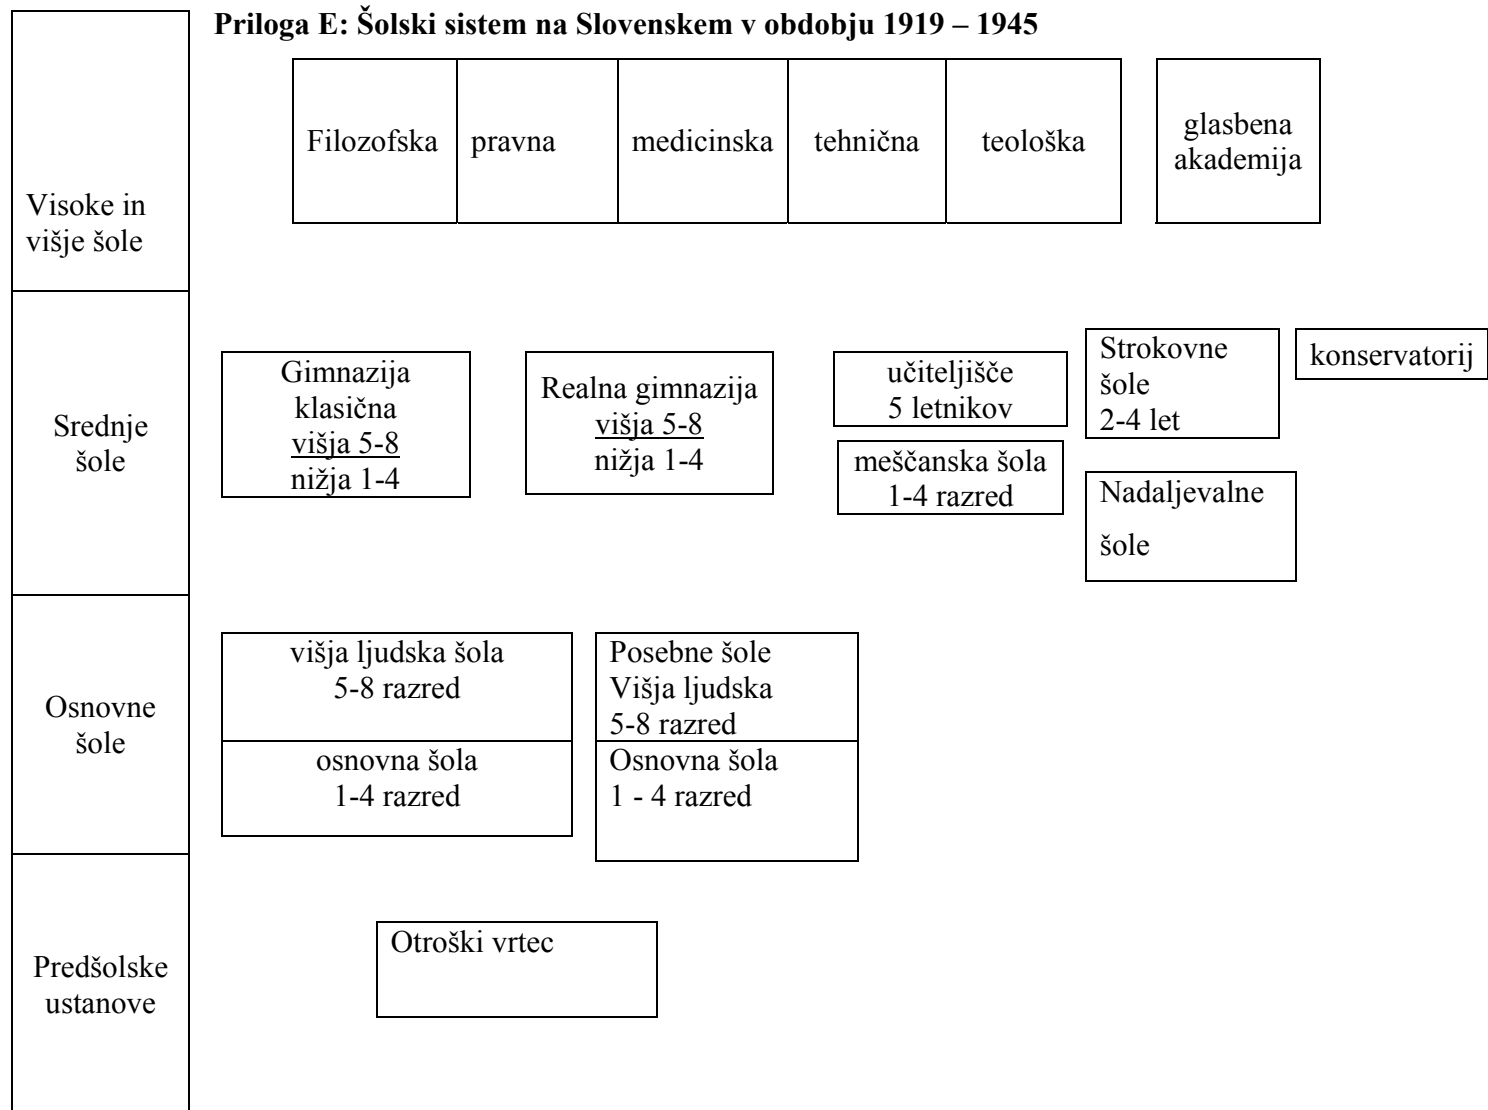 Priloga E: Šolski sistem na Slovenskem v obdobju 1919 – 1945
Visoke in
višje šole
Filozofska
pravna
medicinska
tehnična
teološka
glasbena
akademija
Srednje
šole
Gimnazija
klasična
višja 5-8
nižja 1-4
Realna gimnazija
višja 5-8
nižja 1-4
učiteljišče
5 letnikov
meščanska šola
1-4 razred
Strokovne
šole
2-4 let
Nadaljevalne
šole
konservatorij
Osnovne
šole
višja ljudska šola
5-8 razred
osnovna šola
1-4 razred
Posebne šole
Višja ljudska
5-8 razred
Osnovna šola
1 - 4 razred
Predšolske
ustanove
Otroški vrtec